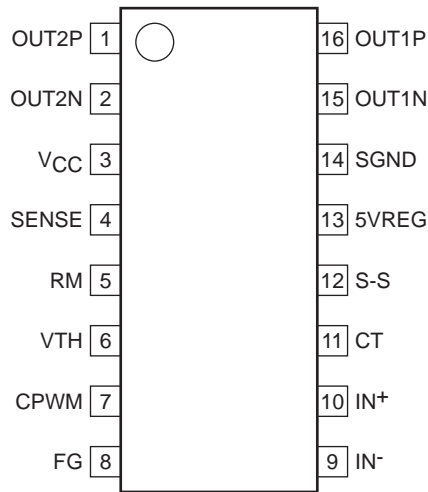 OUT2P 1 16 OUT1P
OUT2N 2 15 OUT1N
VCC 3 14 SGND
SENSE 4 13 5VREG
RM 5 12 S-S
VTH 6 11 CT
CPWM 7 10 IN+
FG 8 9 IN-